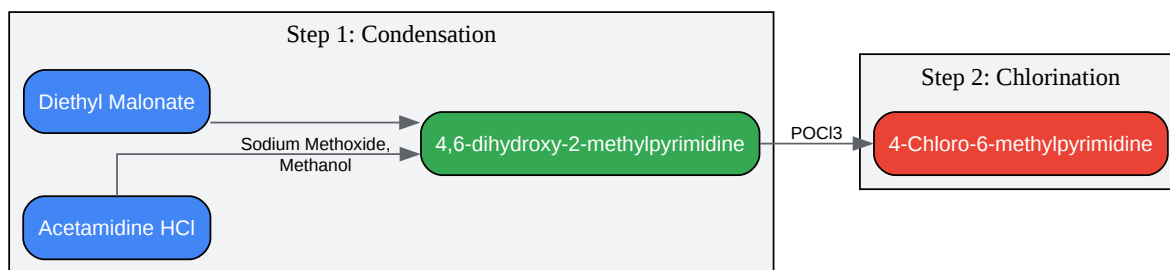 Step 1: Condensation
Diethyl Malonate
Sodium Methoxide,
Methanol
Acetamidine HCl
4,6-dihydroxy-2-methylpyrimidine
POCl3
Step 2: Chlorination
4-Chloro-6-methylpyrimidine